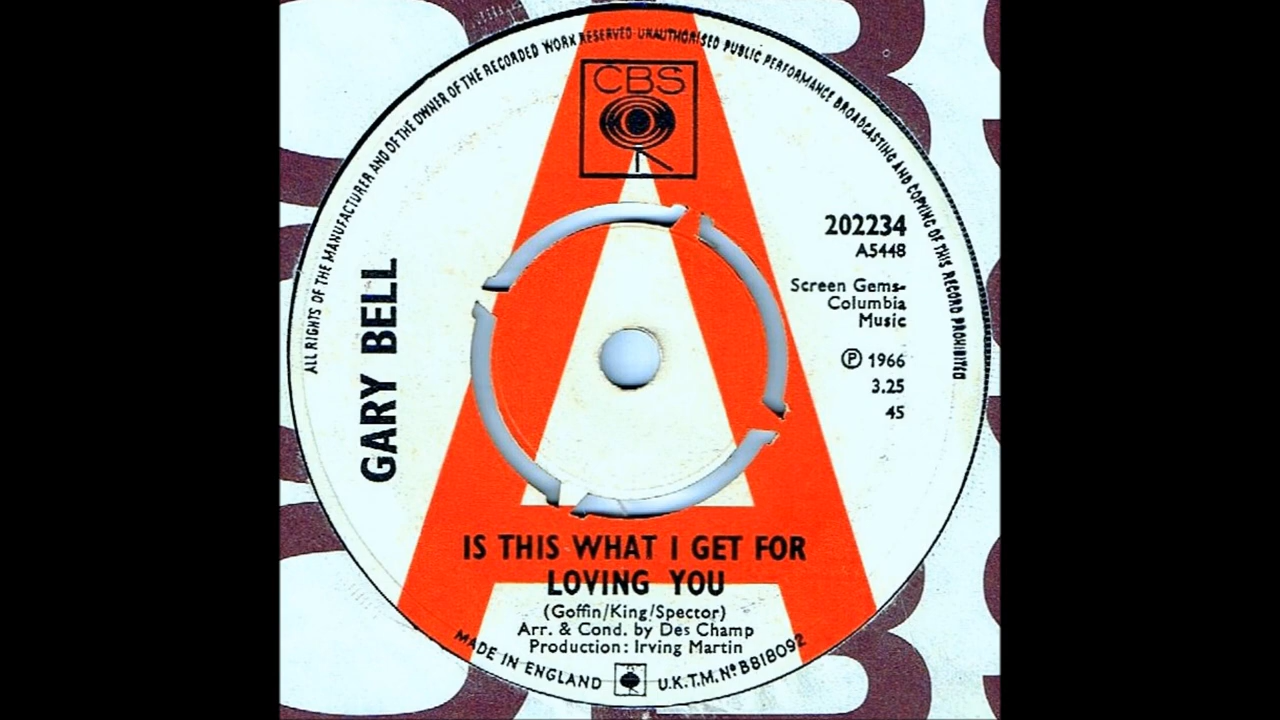 ALL RIGHTS OF THE MANUFACTURER AND OF THE OWNER OF THE RECORDED WORK RESERVED UNAUTHORISED PUBLIC PERFORMANCE BROADCASTING AND COPYING OF THIS RECORD PROHIBITED
CBS
202234
A5448
Screen Gems-
Columbia
Music
℗ 1966
3.25
45
GARY BELL
IS THIS WHAT I GET FOR
LOVING YOU
(Goffin/King/Spector)
Arr. & Cond. by Des Champ
Production: Irving Martin
MADE IN ENGLAND
U.K.T.M. Nº B818092